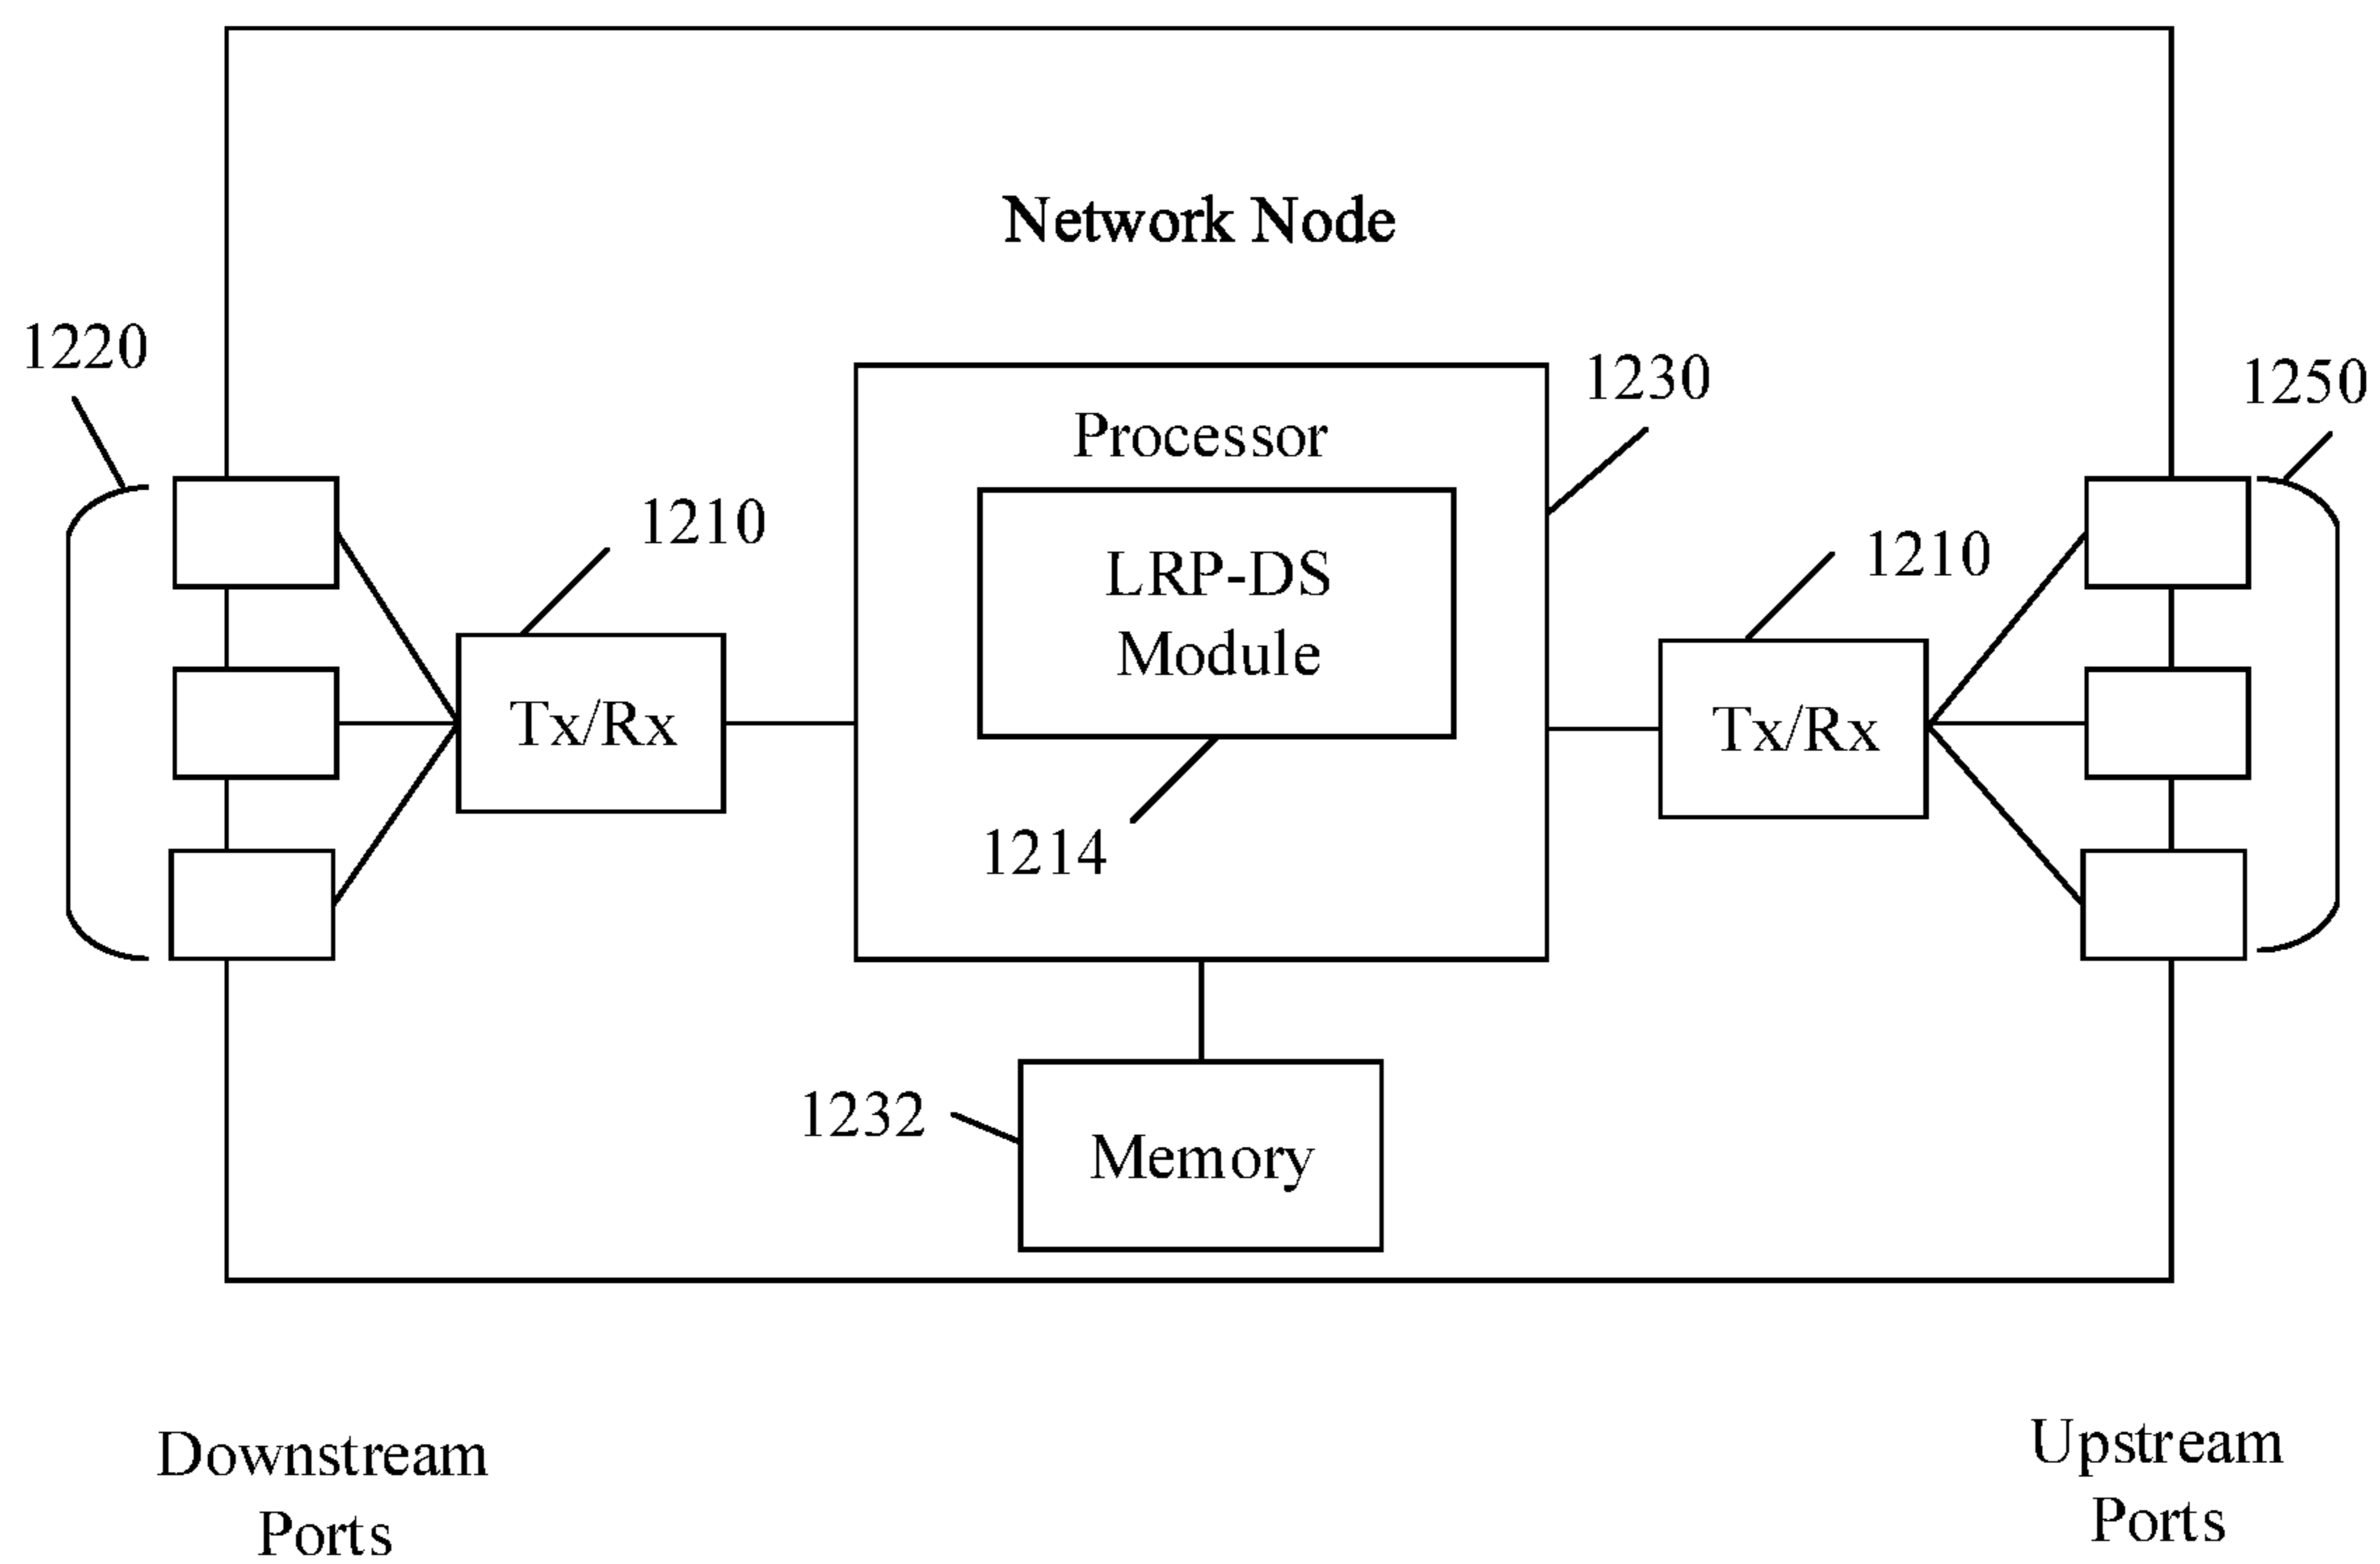 Network Node
1220
1230
1250
Processor
1210
LRP-DS
Module
1210
Tx/Rx
Tx/Rx
1214
1232
Memory
Downstream
Ports
Upstream
Ports